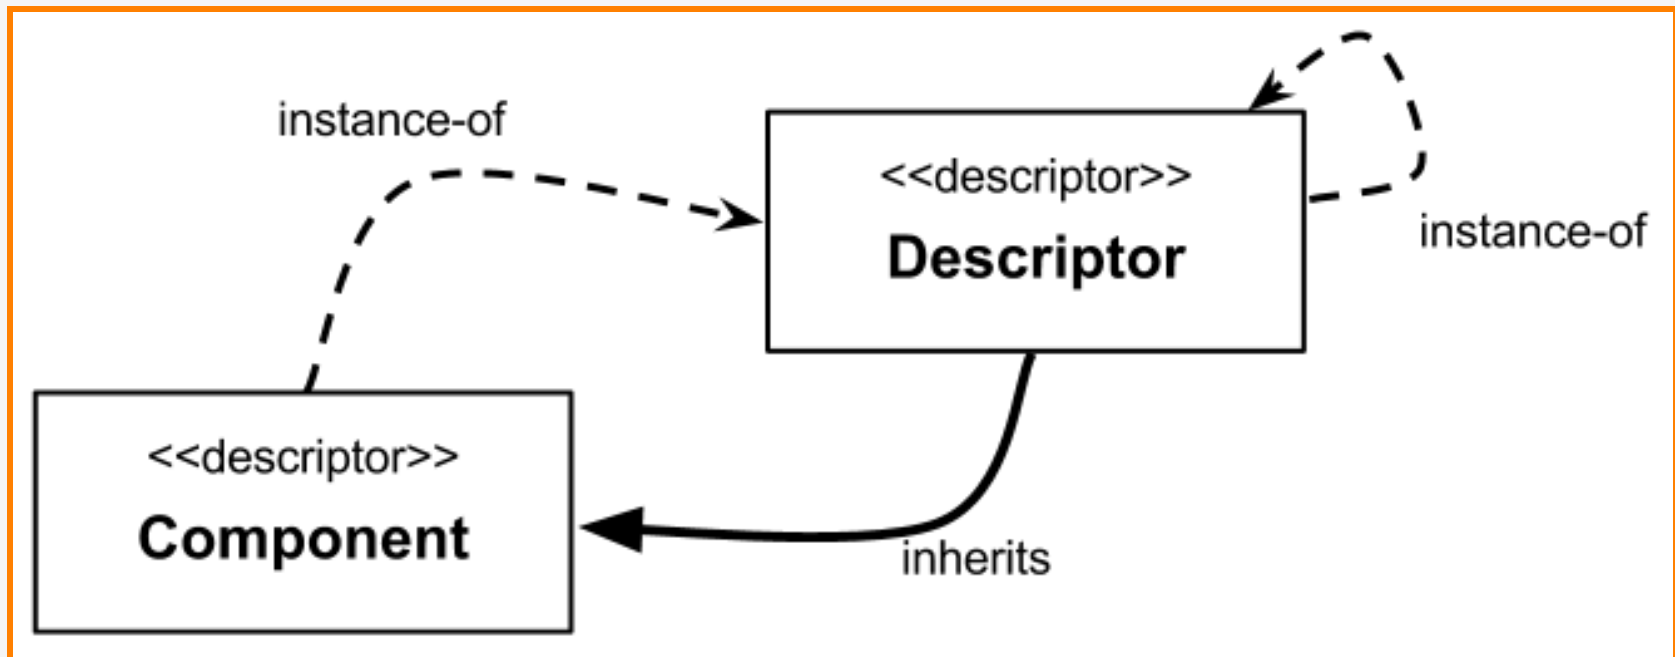 instance-of
<<descriptor>>
Descriptor
instance-of
<<descriptor>>
Component
inherits